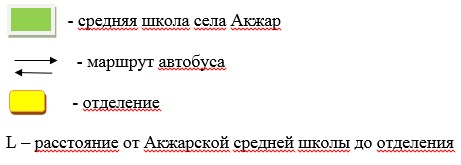 - средняя школа села Акжар
- маршрут автобуса
- отделение
L – расстояние от Акжарской средней школы до отделения